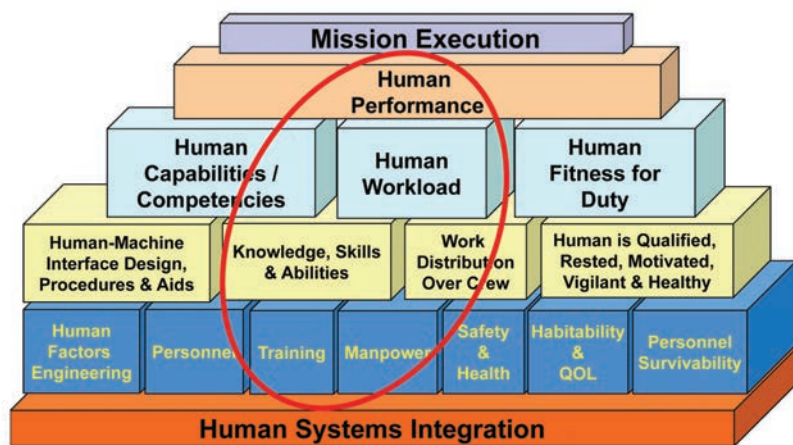 Mission Execution
Human
Performance
Human
Capabilities /
Competencies
Human
Workload
Human
Fitness for
Duty
Human-Machine
Interface Design,
Procedures & Aids
Knowledge, Skills
& Abilities
Work
Distribution
Over Crew
Human is Qualified,
Rested, Motivated,
Vigilant & Healthy
Human
Factors
Engineering
Personnel
Training
Manpower
Safety
&
Health
Habitability
&
QOL
Personnel
Survivability
Human Systems Integration